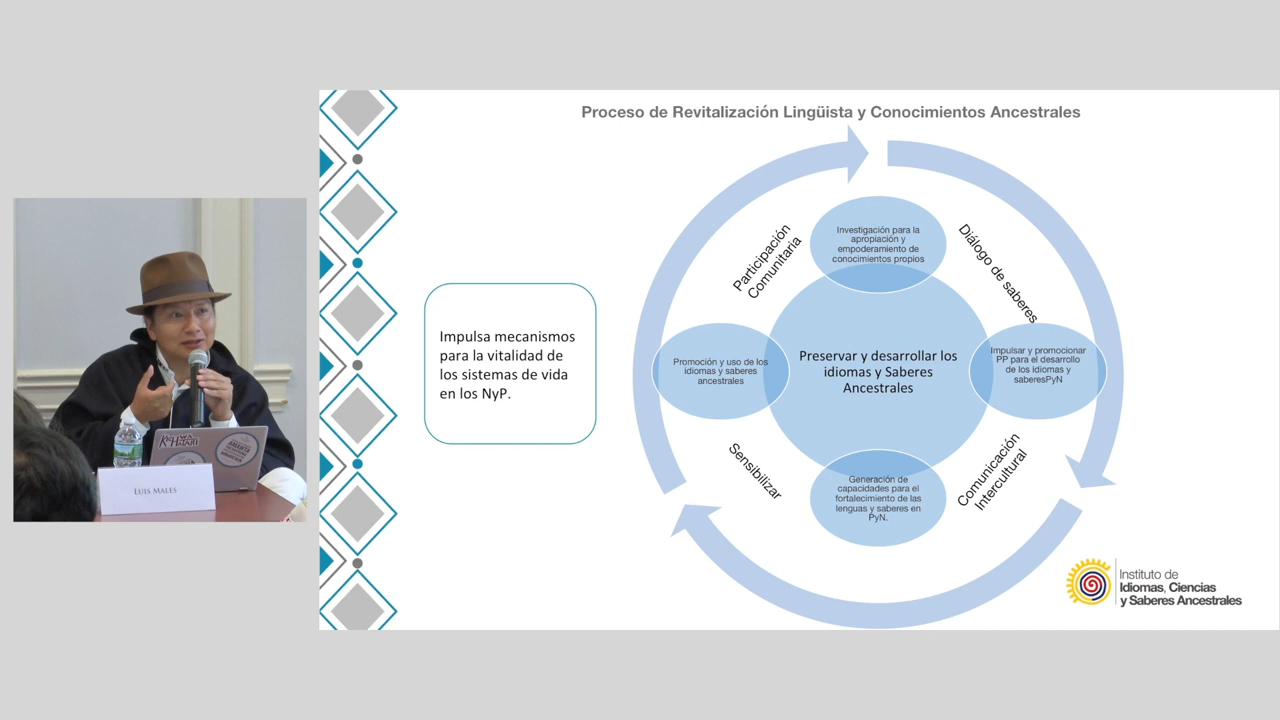 Proceso de Revitalización Lingüista y Conocimientos Ancestrales
Investigación para la
apropiación y
empoderamiento de
conocimientos propios
Participación
Comunitaria
Diálogo de saberes
Impulsa mecanismos
para la vitalidad de
los sistemas de vida
en los NyP.
Promoción y uso de los
idiomas y saberes
ancestrales
Preservar y desarrollar los
idiomas y Saberes
Ancestrales
Impulsar y promocionar
PP para el desarrollo
de los idiomas y
saberesPyN
Sensibilizar
Generación de
capacidades para el
fortalecimiento de las
lenguas y saberes en
PyN.
Comunicación
Intercultural
Instituto de
Idiomas, Ciencias
y Saberes Ancestrales
LUIS MALES